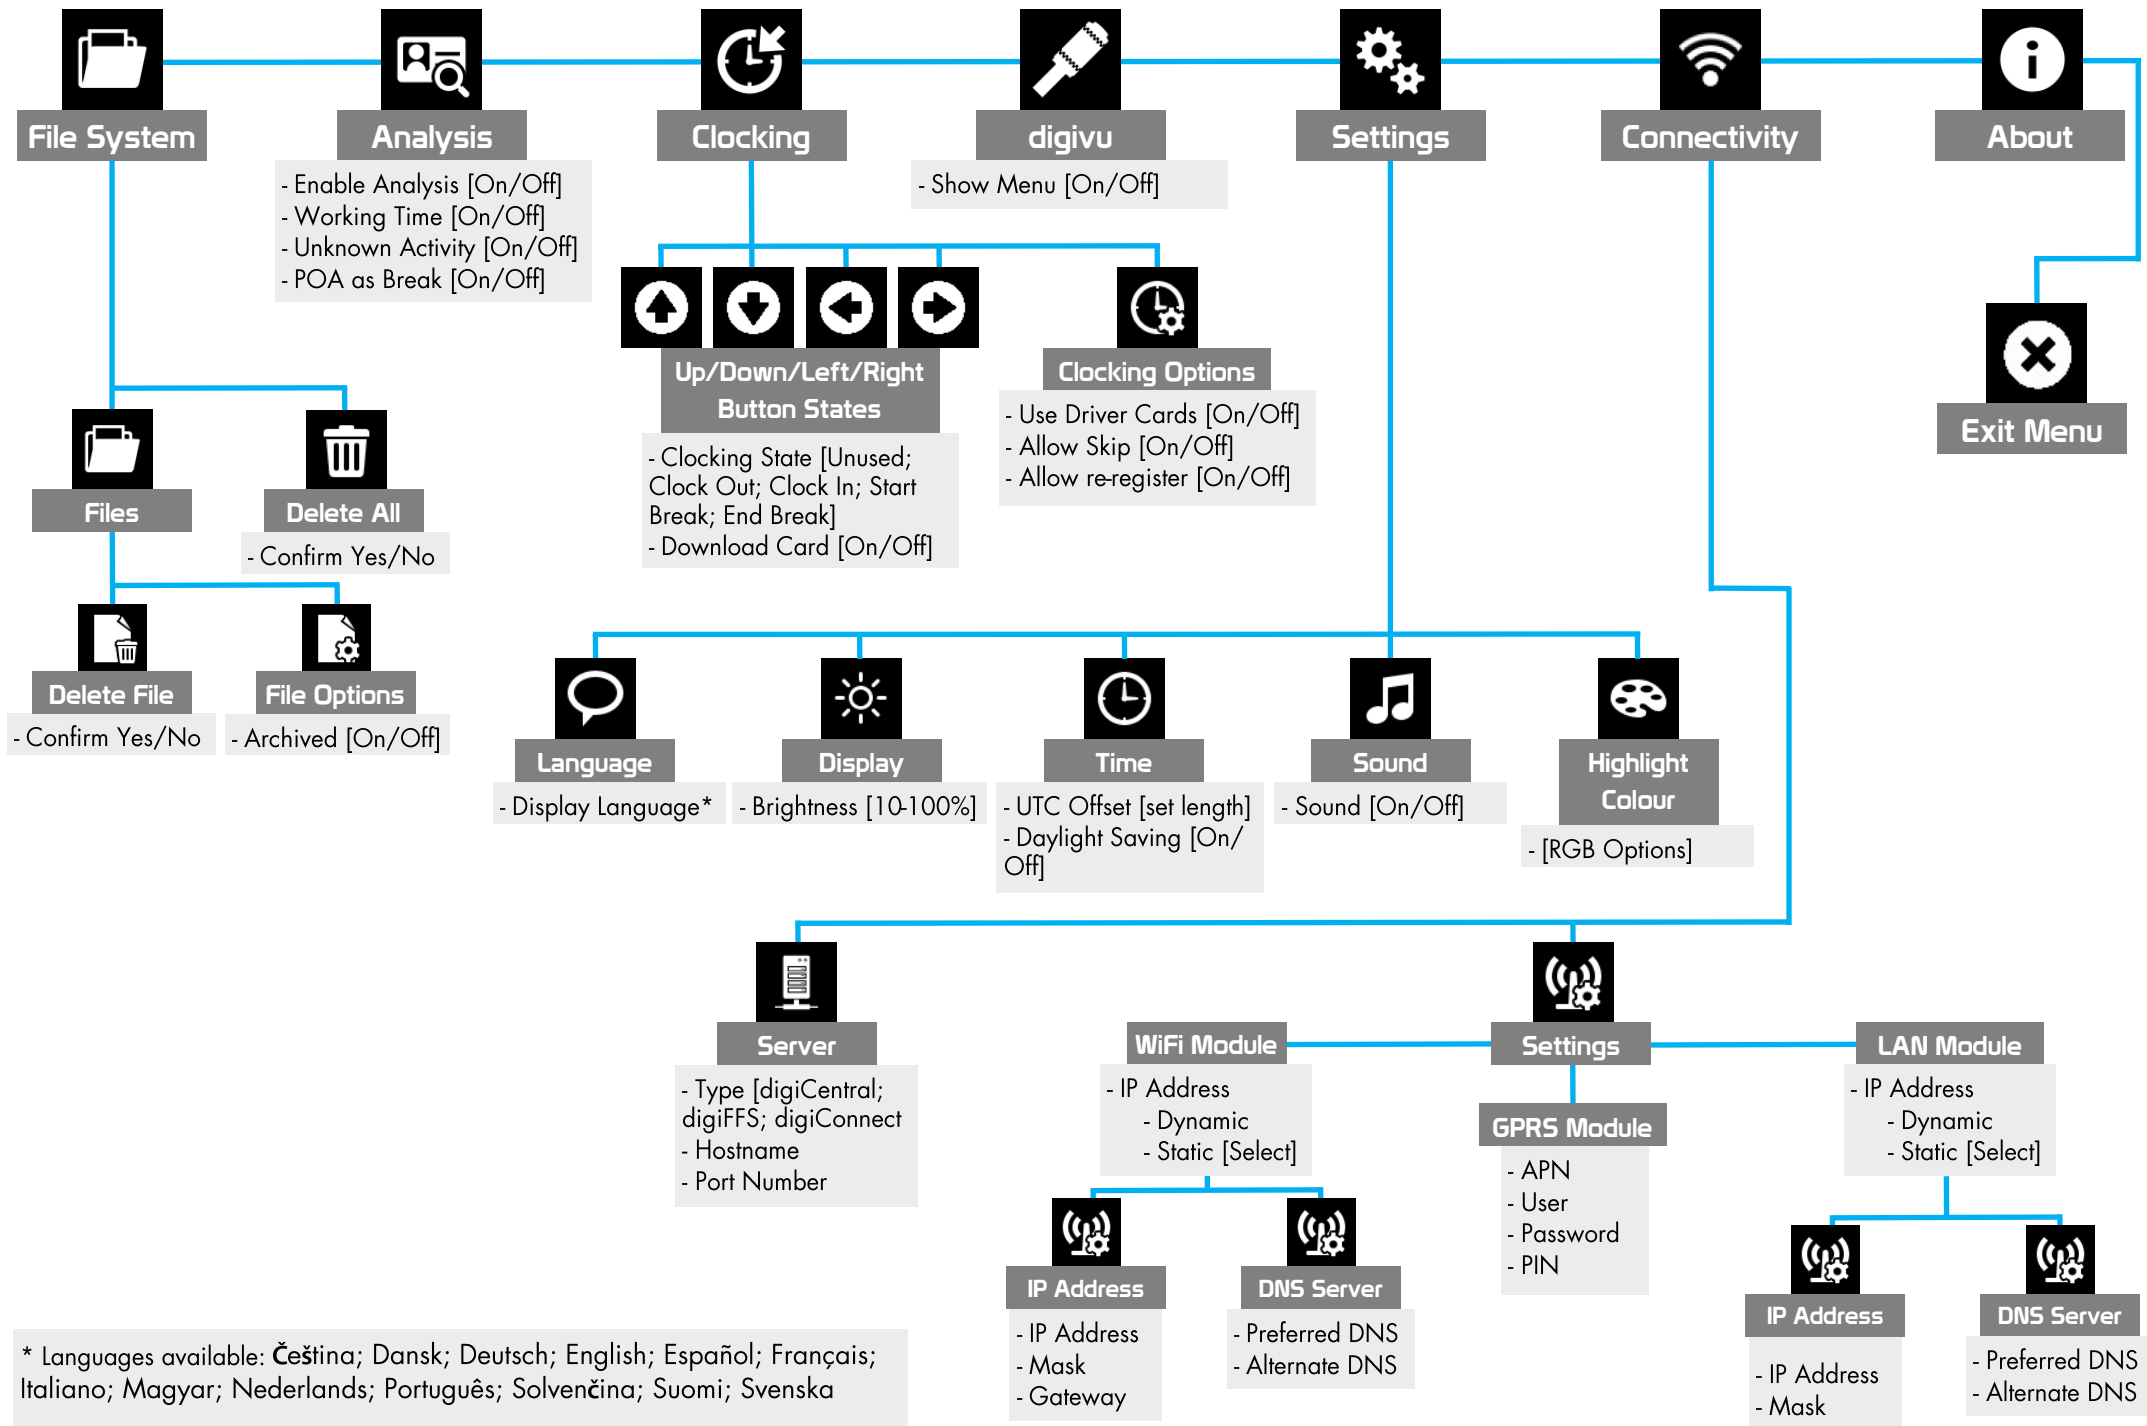 File System
Analysis
Clocking
digivu
Settings
Connectivity
About
- Enable Analysis [On/Off]
- Working Time [On/Off]
- Unknown Activity [On/Off]
- POA as Break [On/Off]
- Show Menu [On/Off]
Up/Down/Left/Right
Button States
- Clocking State [Unused;
Clock Out; Clock In; Start
Break; End Break]
- Download Card [On/Off]
Clocking Options
- Use Driver Cards [On/Off]
- Allow Skip [On/Off]
- Allow re-register [On/Off]
Exit Menu
Files
Delete All
- Confirm Yes/No
Delete File
- Confirm Yes/No
File Options
- Archived [On/Off]
Language
- Display Language*
Display
- Brightness [10-100%]
Time
- UTC Offset [set length]
- Daylight Saving [On/
Off]
Sound
- Sound [On/Off]
Highlight
Colour
- [RGB Options]
Server
- Type [digiCentral;
digiFFS; digiConnect
- Hostname
- Port Number
WiFi Module
- IP Address
- Dynamic
- Static [Select]
Settings
GPRS Module
- APN
- User
- Password
- PIN
LAN Module
- IP Address
- Dynamic
- Static [Select]
IP Address
- IP Address
- Mask
- Gateway
DNS Server
- Preferred DNS
- Alternate DNS
IP Address
- IP Address
- Mask
DNS Server
- Preferred DNS
- Alternate DNS
* Languages available: Čeština; Dansk; Deutsch; English; Español; Français;
Italiano; Magyar; Nederlands; Português; Solvenčina; Suomi; Svenska